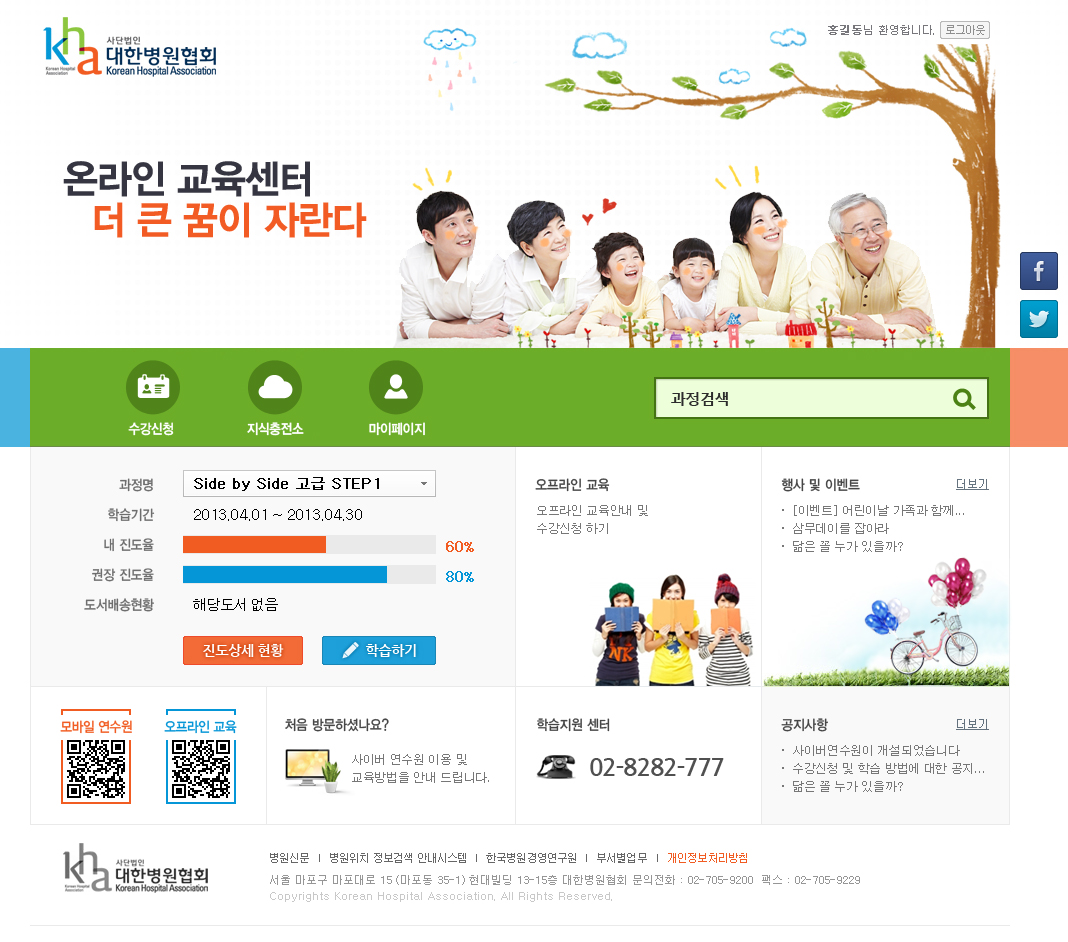 kha
Korean Hospital
Association
사단법인
대한병원협회
Korean Hospital Association
홍길동님 환영합니다. 로그아웃
온라인 교육센터
더 큰 꿈이 자란다
수강신청
지식충전소
마이페이지
과정검색
과정명 Side by Side 고급 STEP1
학습기간 2013.04.01 ~ 2013.04.30
내 진도율 60%
권장 진도율 80%
도서배송현황 해당도서 없음
진도상세 현황
학습하기
오프라인 교육
오프라인 교육안내 및
수강신청 하기
행사 및 이벤트 더보기
· [이벤트] 어린이날 가족과 함께...
· 삼무데이를 잡아라
· 닮은 꼴 누가 있을까?
모바일 연수원
오프라인 교육
처음 방문하셨나요?
사이버 연수원 이용 및
교육방법을 안내 드립니다.
학습지원 센터
02-8282-777
공지사항 더보기
· 사이버연수원이 개설되었습니다
· 수강신청 및 학습 방법에 대한 공지...
· 닮은 꼴 누가 있을까?
kha
Korean Hospital
Association
사단법인
대한병원협회
Korean Hospital Association
병원신문 | 병원위치 정보검색 안내시스템 | 한국병원경영연구원 | 부서별업무 | 개인정보처리방침
서울 마포구 마포대로 15 (마포동 35-1) 현대빌딩 13-15층 대한병원협회 문의전화 : 02-705-9200 팩스 : 02-705-9229
Copyrights Korean Hospital Association, All Rights Reserved.